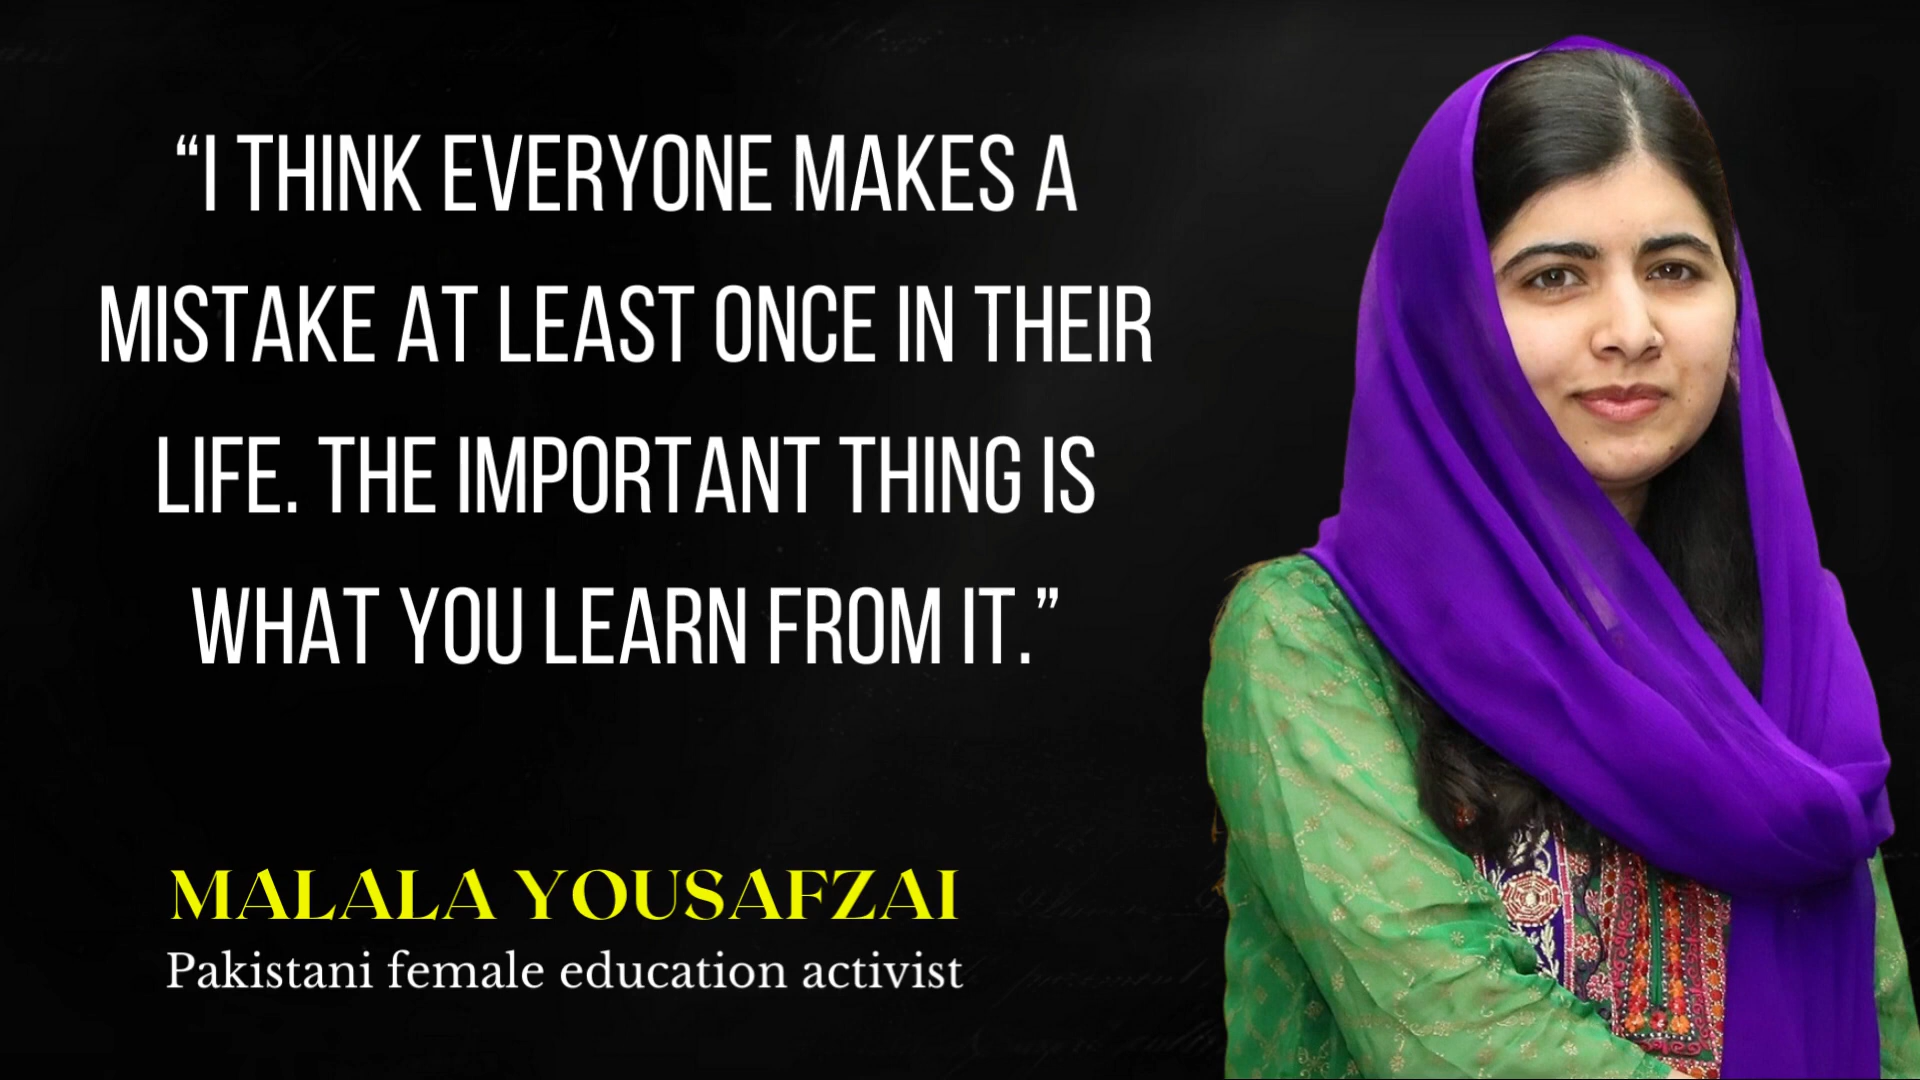 “I THINK EVERYONE MAKES A
MISTAKE AT LEAST ONCE IN THEIR
LIFE. THE IMPORTANT THING IS
WHAT YOU LEARN FROM IT.”
MALALA YOUSAFZAI
Pakistani female education activist